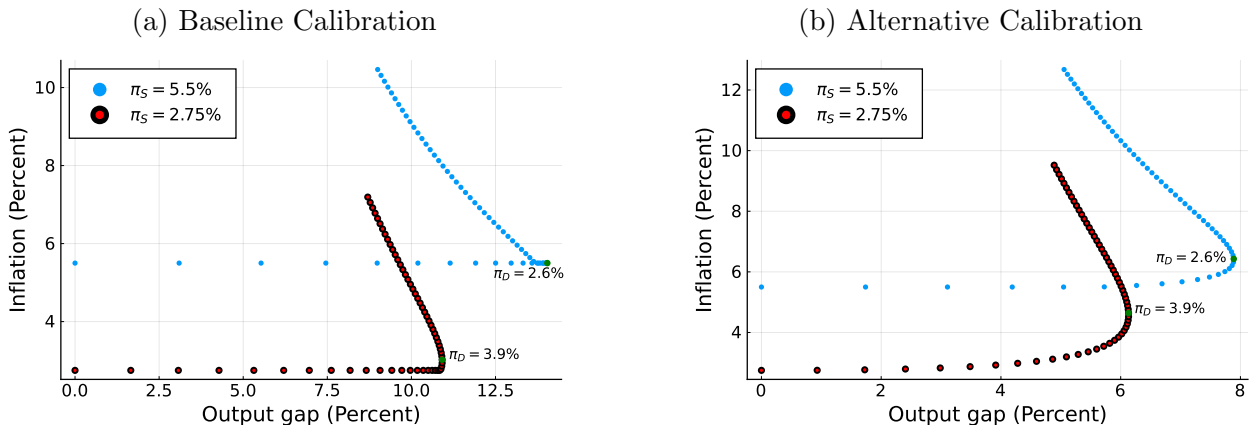 (a) Baseline Calibration
π_S = 5.5%
π_S = 2.75%
10
8
6
4
Inflation (Percent)
π_D = 2.6%
π_D = 3.9%
0.0 2.5 5.0 7.5 10.0 12.5
Output gap (Percent)
(b) Alternative Calibration
π_S = 5.5%
π_S = 2.75%
12
10
8
6
4
Inflation (Percent)
π_D = 2.6%
π_D = 3.9%
0 2 4 6 8
Output gap (Percent)